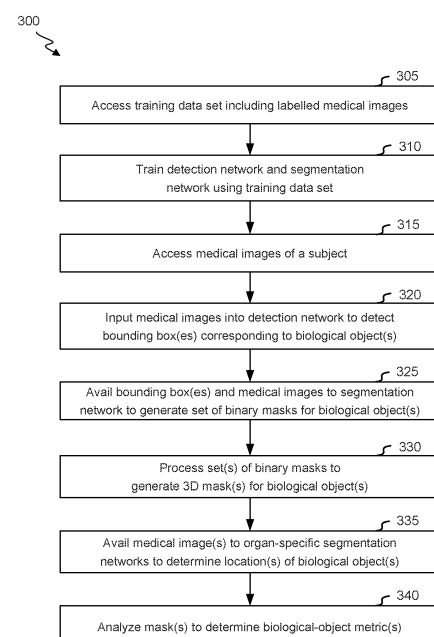 300
305
Access training data set including labelled medical images
310
Train detection network and segmentation
network using training data set
315
Access medical images of a subject
320
Input medical images into detection network to detect
bounding box(es) corresponding to biological object(s)
325
Avail bounding box(es) and medical images to segmentation
network to generate set of binary masks for biological object(s)
330
Process set(s) of binary masks to
generate 3D mask(s) for biological object(s)
335
Avail medical image(s) to organ-specific segmentation
networks to determine location(s) of biological object(s)
340
Analyze mask(s) to determine biological-object metric(s)